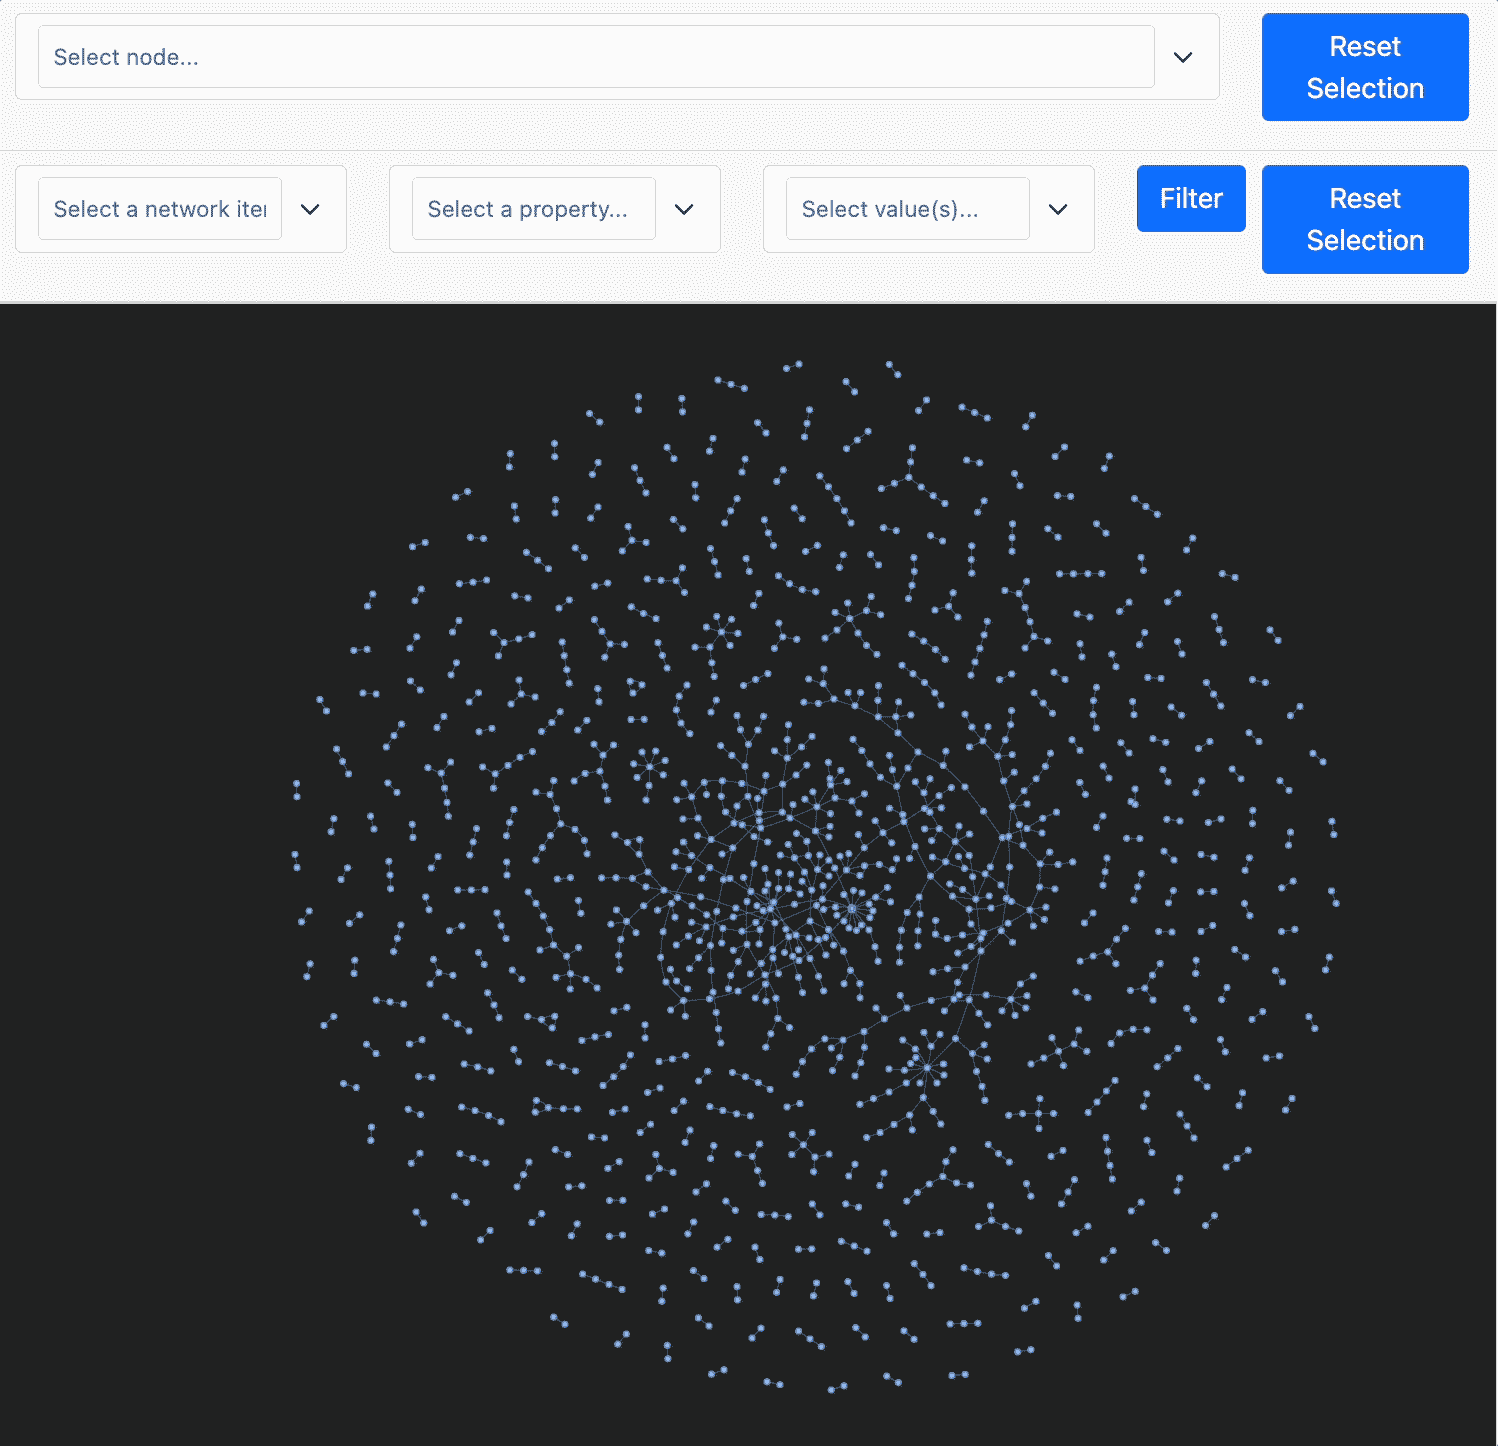 Select node...
Reset
Selection
Select a network iter
Select a property...
Select value(s)...
Filter
Reset
Selection